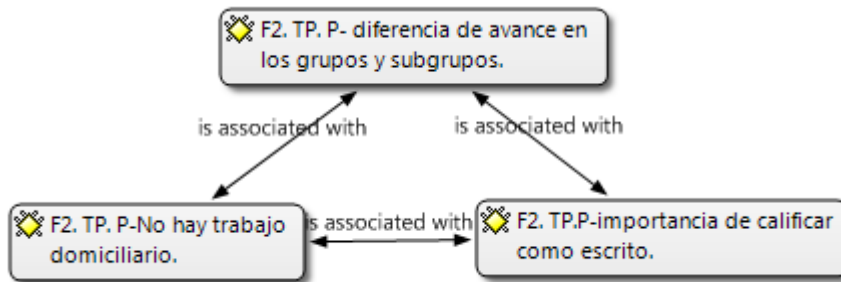 F2. TP. P- diferencia de avance en
los grupos y subgrupos.
is associated with
is associated with
F2. TP. P-No hay trabajo
domiciliario.
is associated with
F2. TP.P-importancia de calificar
como escrito.